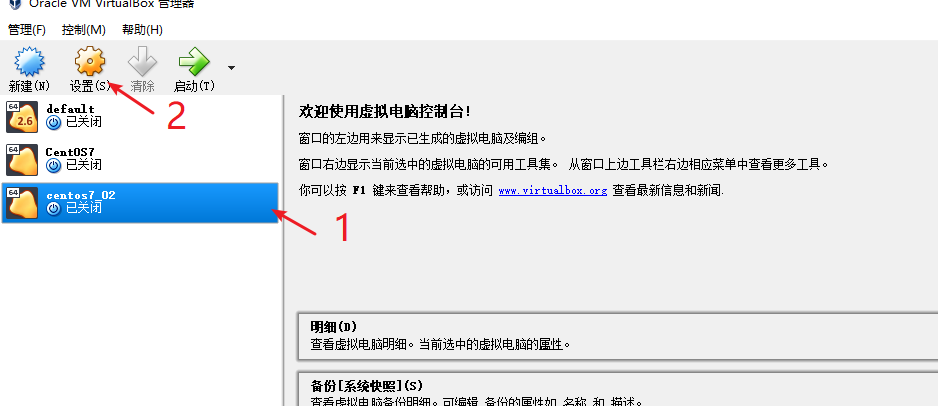 Oracle VM VirtualBox 管理器
管理(F) 控制(M) 帮助(H)
新建(N) 设置(S) 清除 启动(T)
2
64
2.6
default
已关闭
64
CentOS7
已关闭
64
centos7_02
已关闭
1
欢迎使用虚拟电脑控制台!
窗口的左边用来显示已生成的虚拟电脑及编组。
窗口右边显示当前选中的虚拟电脑的可用工具集。 从窗口上边工具栏右边相应菜单中查看更多工具。
你可以按 F1 键来查看帮助，或访问 www.virtualbox.org 查看最新信息和新闻.
明细(D)
查看虚拟电脑明细。当前选中的虚拟电脑的属性。
备份[系统快照](S)
查看虚拟电脑备份明细。可编辑 备份的属性如 名称 和 描述。